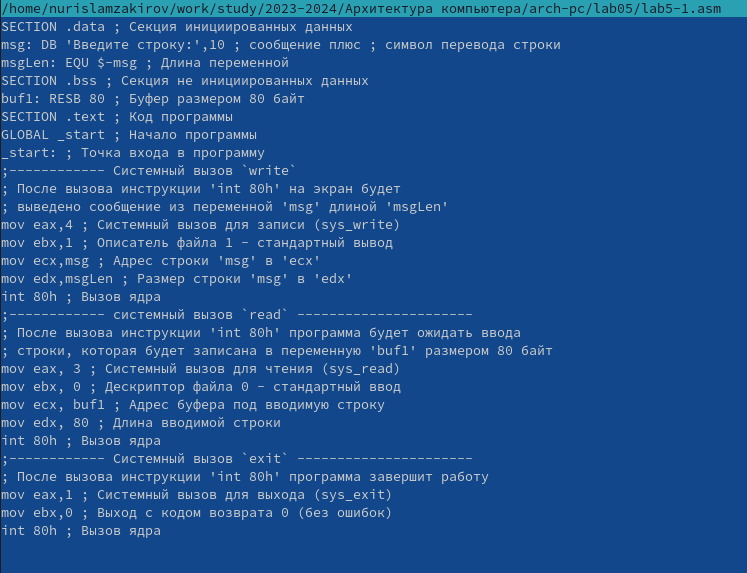 /home/nurislamzakirov/work/study/2023-2024/Архитектура компьютера/arch-pc/lab05/lab5-1.asm
SECTION .data ; Секция инициированных данных
msg: DB 'Введите строку:',10 ; сообщение плюс ; символ перевода строки
msgLen: EQU $-msg ; Длина переменной
SECTION .bss ; Секция не инициированных данных
buf1: RESB 80 ; Буфер размером 80 байт
SECTION .text ; Код программы
GLOBAL _start ; Начало программы
_start: ; Точка входа в программу
;------------ Системный вызов `write`
; После вызова инструкции 'int 80h' на экран будет
; выведено сообщение из переменной 'msg' длиной 'msgLen'
mov eax,4 ; Системный вызов для записи (sys_write)
mov ebx,1 ; Описатель файла 1 - стандартный вывод
mov ecx,msg ; Адрес строки 'msg' в 'ecx'
mov edx,msgLen ; Размер строки 'msg' в 'edx'
int 80h ; Вызов ядра
;------------ системный вызов `read` ----------------------
; После вызова инструкции 'int 80h' программа будет ожидать ввода
; строки, которая будет записана в переменную 'buf1' размером 80 байт
mov eax, 3 ; Системный вызов для чтения (sys_read)
mov ebx, 0 ; Дескриптор файла 0 - стандартный ввод
mov ecx, buf1 ; Адрес буфера под вводимую строку
mov edx, 80 ; Длина вводимой строки
int 80h ; Вызов ядра
;------------ Системный вызов `exit` ----------------------
; После вызова инструкции 'int 80h' программа завершит работу
mov eax,1 ; Системный вызов для выхода (sys_exit)
mov ebx,0 ; Выход с кодом возврата 0 (без ошибок)
int 80h ; Вызов ядра